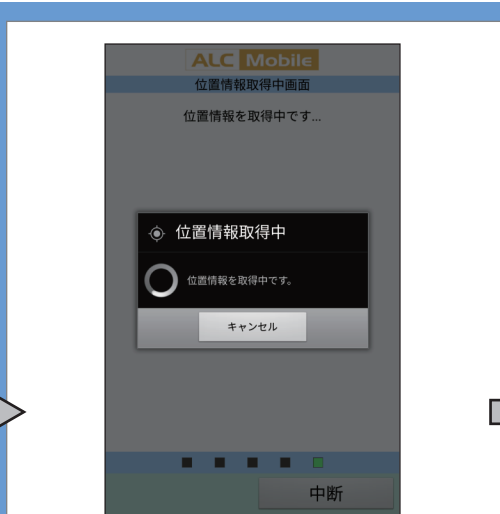 ALC Mobile
位置情報取得中画面
位置情報を取得中です...
位置情報取得中
位置情報を取得中です。
キャンセル
中断